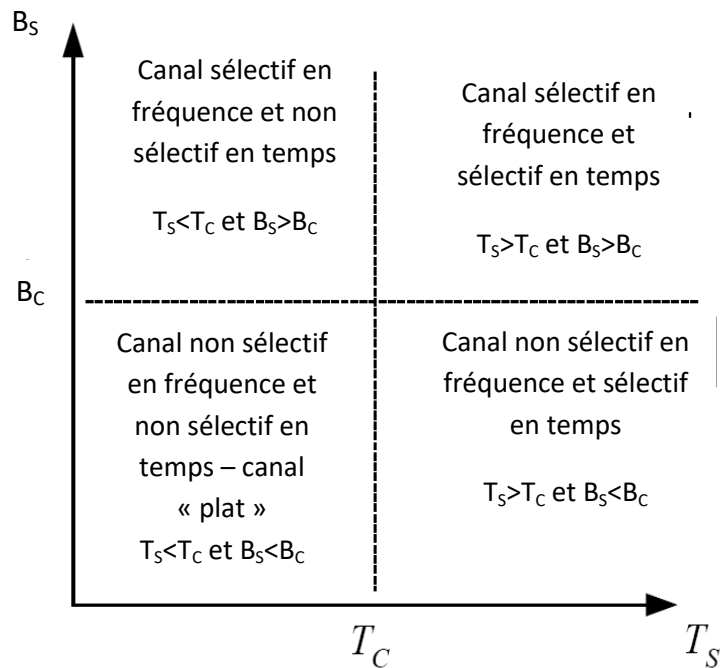 B_S
Canal sélectif en
fréquence et non
sélectif en temps
T_S<T_C et B_S>B_C
Canal sélectif en
fréquence et
sélectif en temps
T_S>T_C et B_S>B_C
B_C
Canal non sélectif
en fréquence et
non sélectif en
temps – canal
« plat »
T_S<T_C et B_S<B_C
Canal non sélectif en
fréquence et sélectif
en temps
T_S>T_C et B_S<B_C
T_C
T_S